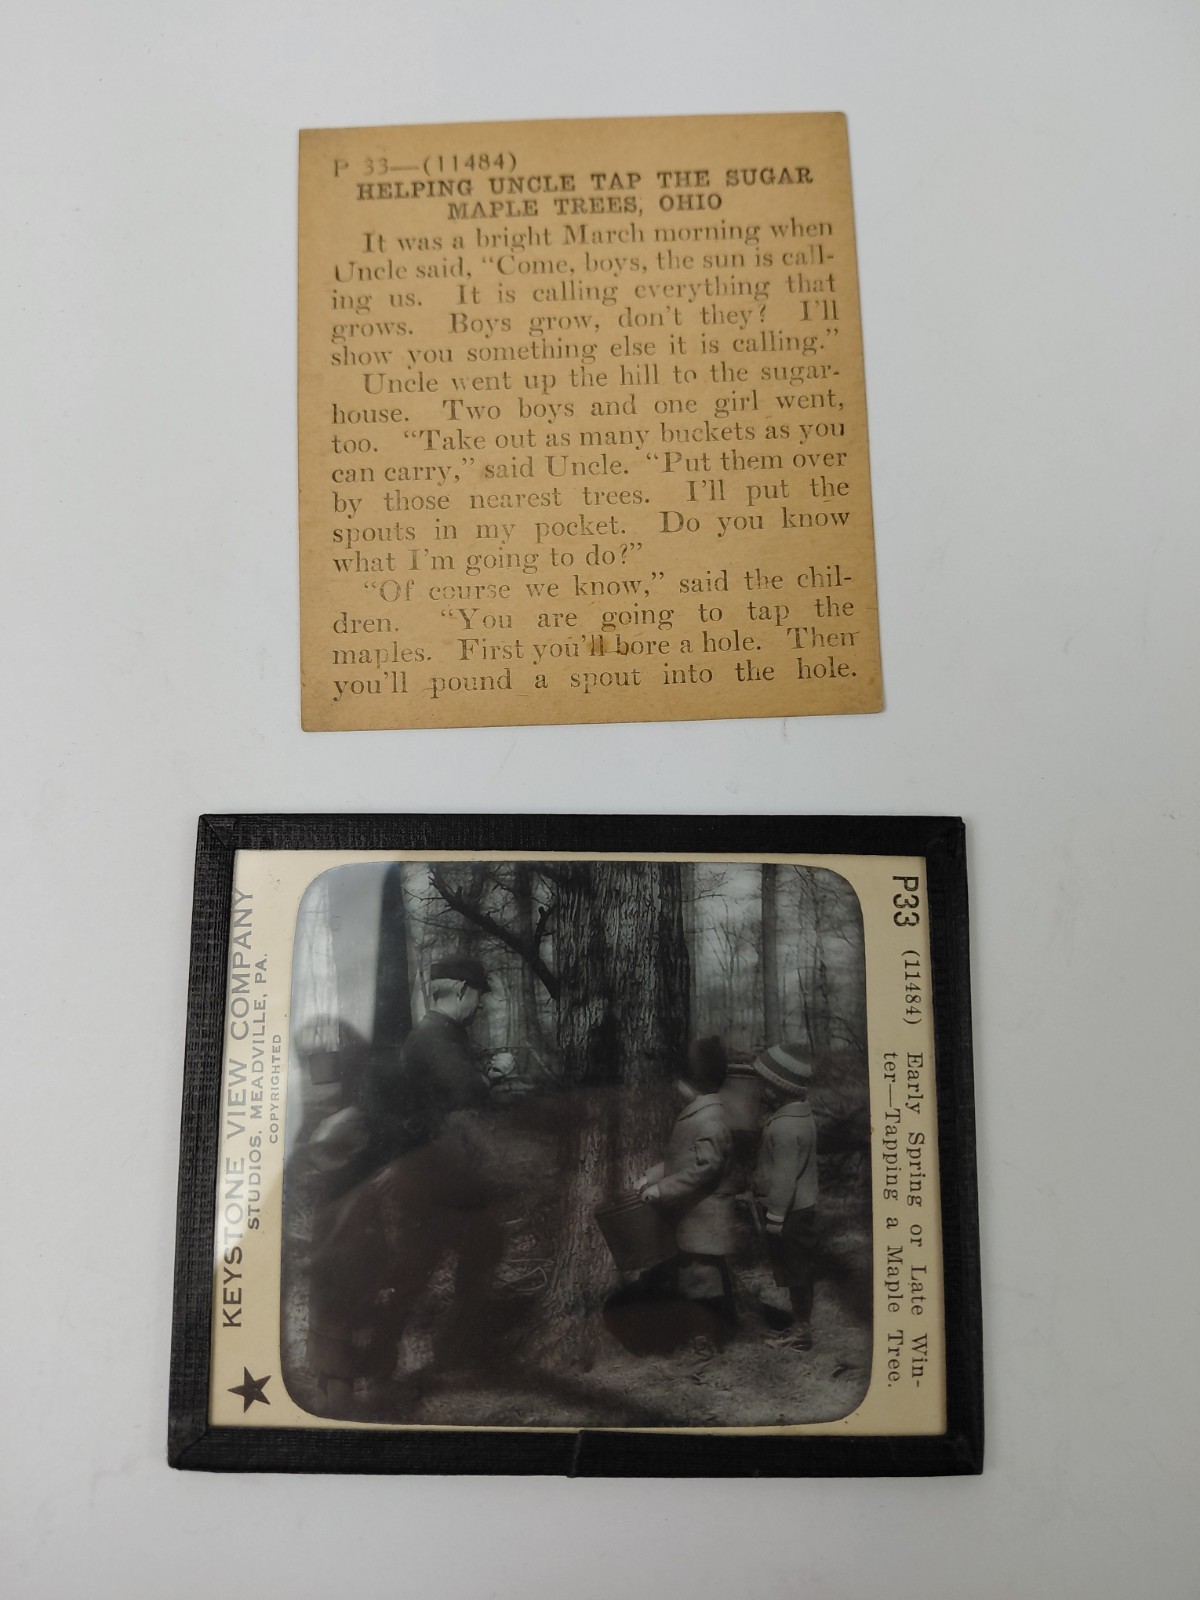 P 33—(11484)
HELPING UNCLE TAP THE SUGAR
MAPLE TREES, OHIO
It was a bright March morning when
Uncle said, “Come, boys, the sun is call-
ing us. It is calling everything that
grows. Boys grow, don't they? I'll
show you something else it is calling.”
Uncle went up the hill to the sugar-
house. Two boys and one girl went,
too. “Take out as many buckets as you
can carry,” said Uncle. “Put them over
by those nearest trees. I'll put the
spouts in my pocket. Do you know
what I'm going to do?”
“Of course we know,” said the chil-
dren. “You are going to tap the
maples. First you'll bore a hole. Then
you'll pound a spout into the hole.
KEYSTONE VIEW COMPANY
STUDIOS, MEADVILLE, PA.
COPYRIGHTED
P33 (11484) Early Spring or Late Win-
ter—Tapping a Maple Tree.